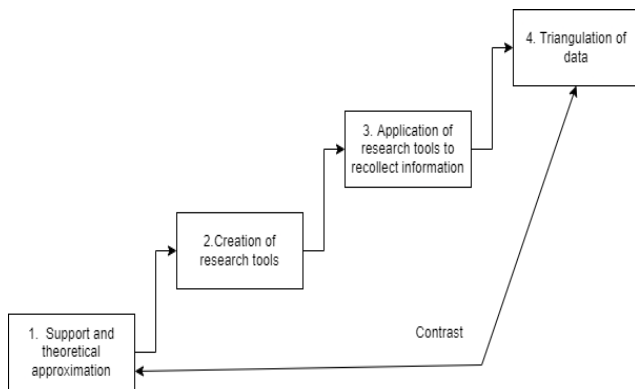 4. Triangulation of
data
3. Application of
research tools to
recollect information
2.Creation of
research tools
1. Support and
theoretical
approximation
Contrast